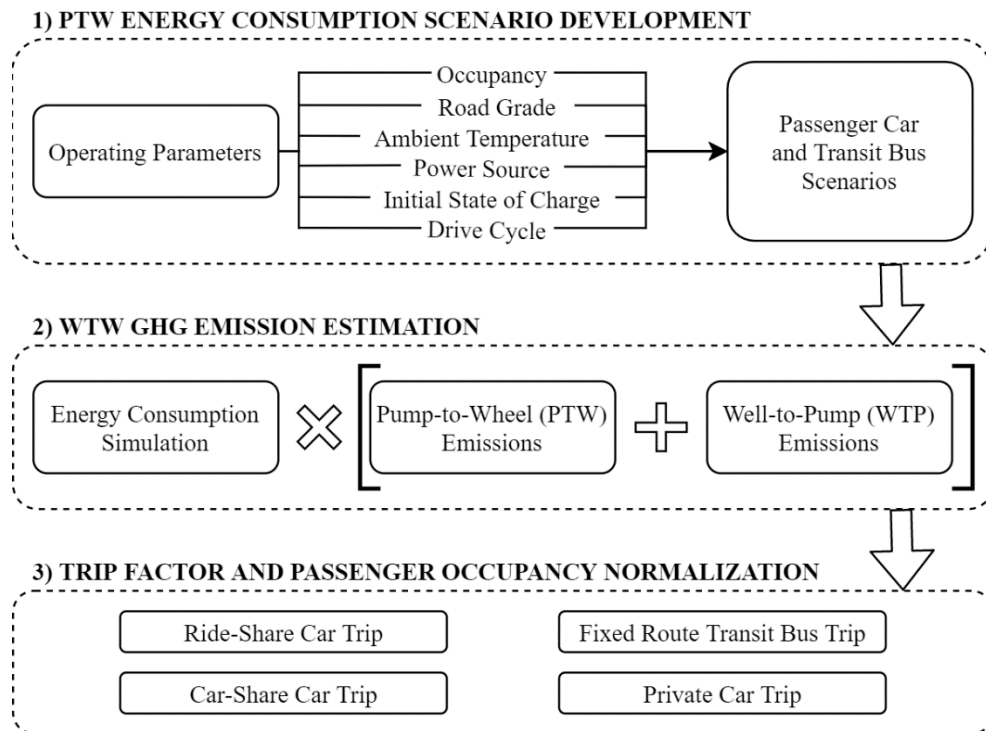 1) PTW ENERGY CONSUMPTION SCENARIO DEVELOPMENT
Operating Parameters
Occupancy
Road Grade
Ambient Temperature
Power Source
Initial State of Charge
Drive Cycle
Passenger Car
and Transit Bus
Scenarios
2) WTW GHG EMISSION ESTIMATION
Energy Consumption
Simulation
Pump-to-Wheel (PTW)
Emissions
Well-to-Pump (WTP)
Emissions
3) TRIP FACTOR AND PASSENGER OCCUPANCY NORMALIZATION
Ride-Share Car Trip
Fixed Route Transit Bus Trip
Car-Share Car Trip
Private Car Trip